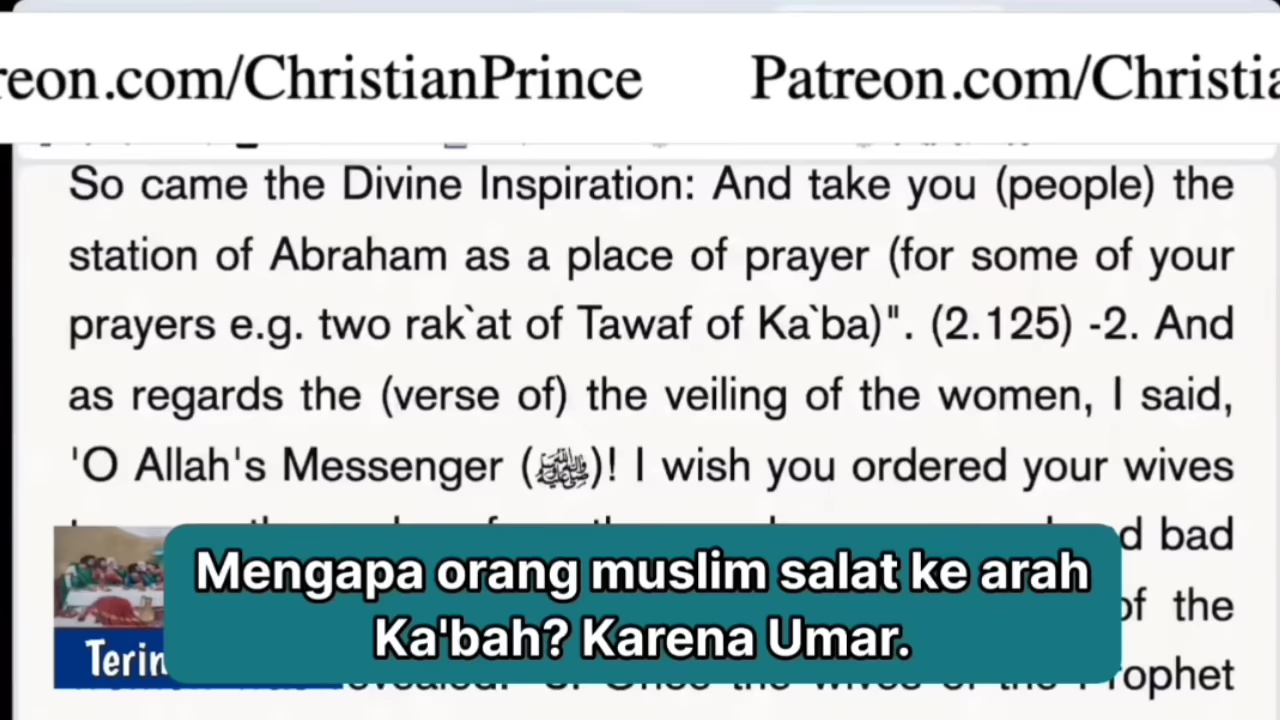 reon.com/ChristianPrince Patreon.com/Christia
So came the Divine Inspiration: And take you (people) the
station of Abraham as a place of prayer (for some of your
prayers e.g. two rak`at of Tawaf of Ka`ba)". (2.125) -2. And
as regards the (verse of) the veiling of the women, I said,
'O Allah's Messenger (ﷺ)! I wish you ordered your wives
d bad
of the
Prophet
Mengapa orang muslim salat ke arah
Ka'bah? Karena Umar.
Terin